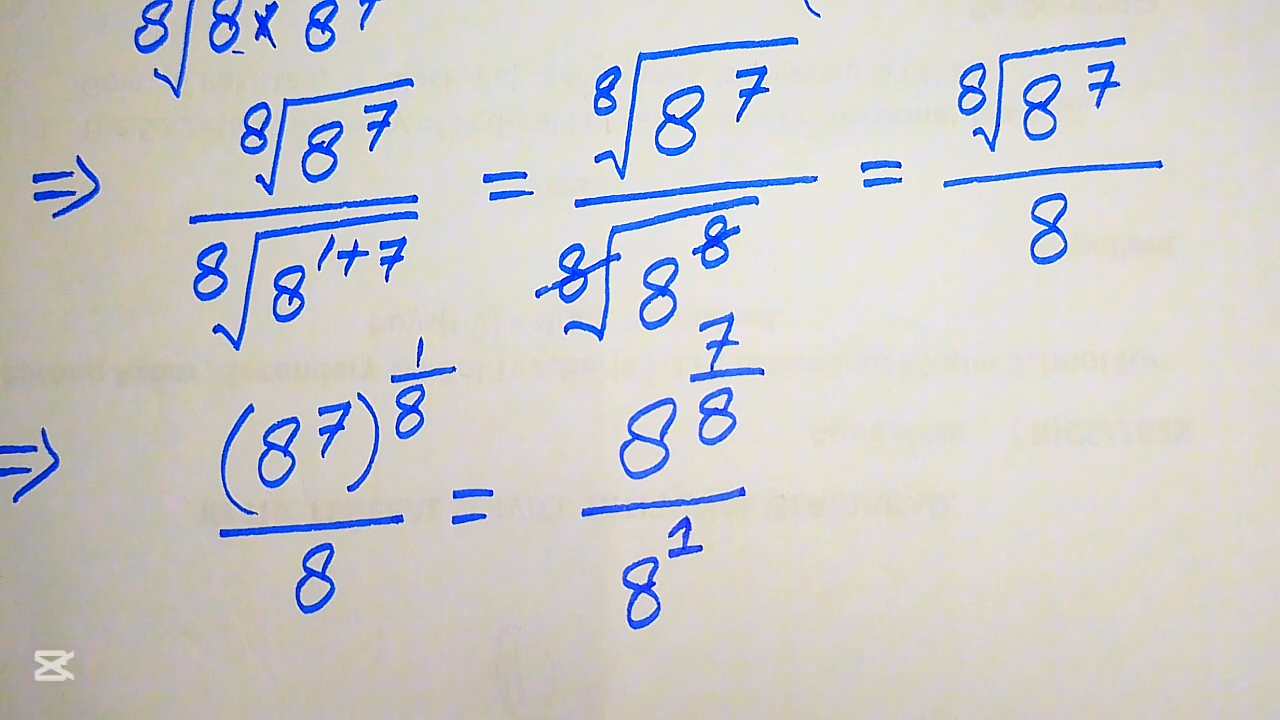 ⁸√(8 × 8⁷)
⇒ ⁸√(8⁷) / ⁸√(8¹⁺⁷) = ⁸√(8⁷) / ⁸√(8⁸) = ⁸√(8⁷) / 8
⇒ (8⁷)^(1/8) / 8 = 8^(7/8) / 8¹